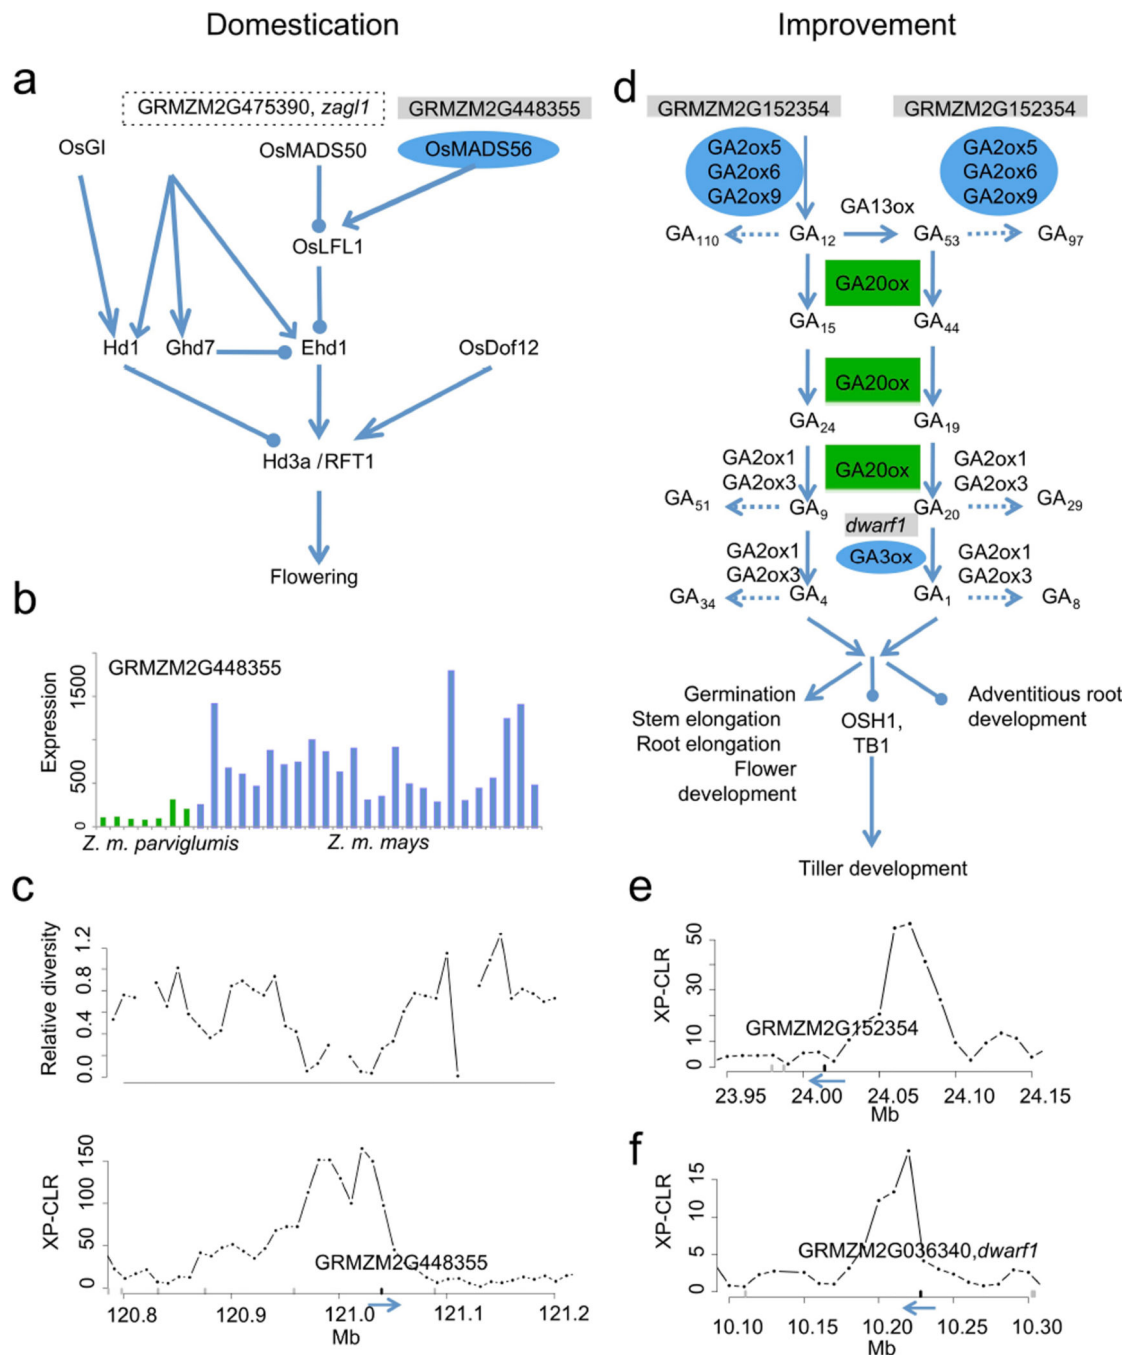 Domestication
Improvement
a
GRMZM2G475390, zagl1
GRMZM2G448355
OsGI
OsMADS50
OsMADS56
OsLFL1
Hd1
Ghd7
Ehd1
OsDof12
Hd3a /RFT1
Flowering
b
GRMZM2G448355
Expression
1500
500
0
Z. m. parviglumis
Z. m. mays
c
Relative diversity
1.2
0.8
0.4
0.0
XP-CLR
150
100
50
0
GRMZM2G448355
120.8
120.9
121.0
121.1
121.2
Mb
d
GRMZM2G152354
GRMZM2G152354
GA2ox5
GA2ox6
GA2ox9
GA2ox5
GA2ox6
GA2ox9
GA13ox
GA110
GA12
GA53
GA97
GA20ox
GA15
GA44
GA20ox
GA24
GA19
GA2ox1
GA2ox3
GA20ox
GA2ox1
GA2ox3
GA51
GA9
GA20
GA29
dwarf1
GA2ox1
GA2ox3
GA3ox
GA2ox1
GA2ox3
GA34
GA4
GA1
GA8
Germination
Stem elongation
Root elongation
Flower
development
OSH1,
TB1
Adventitious root
development
Tiller development
e
XP-CLR
50
30
10
0
GRMZM2G152354
23.95
24.00
24.05
24.10
24.15
Mb
f
XP-CLR
15
10
5
0
GRMZM2G036340,dwarf1
10.10
10.15
10.20
10.25
10.30
Mb